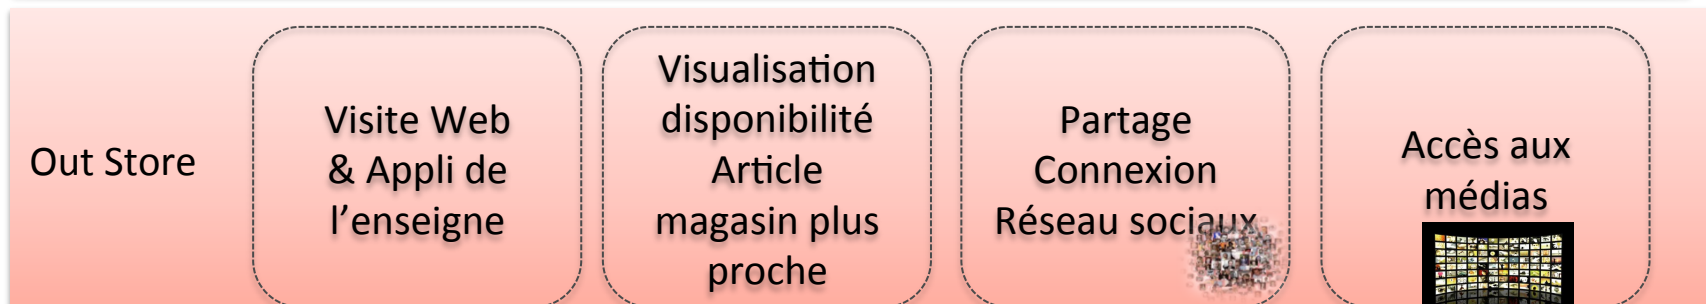 Out Store
Visite Web
& Appli de
l’enseigne
Visualisation
disponibilité
Article
magasin plus
proche
Partage
Connexion
Réseau sociaux
Accès aux
médias